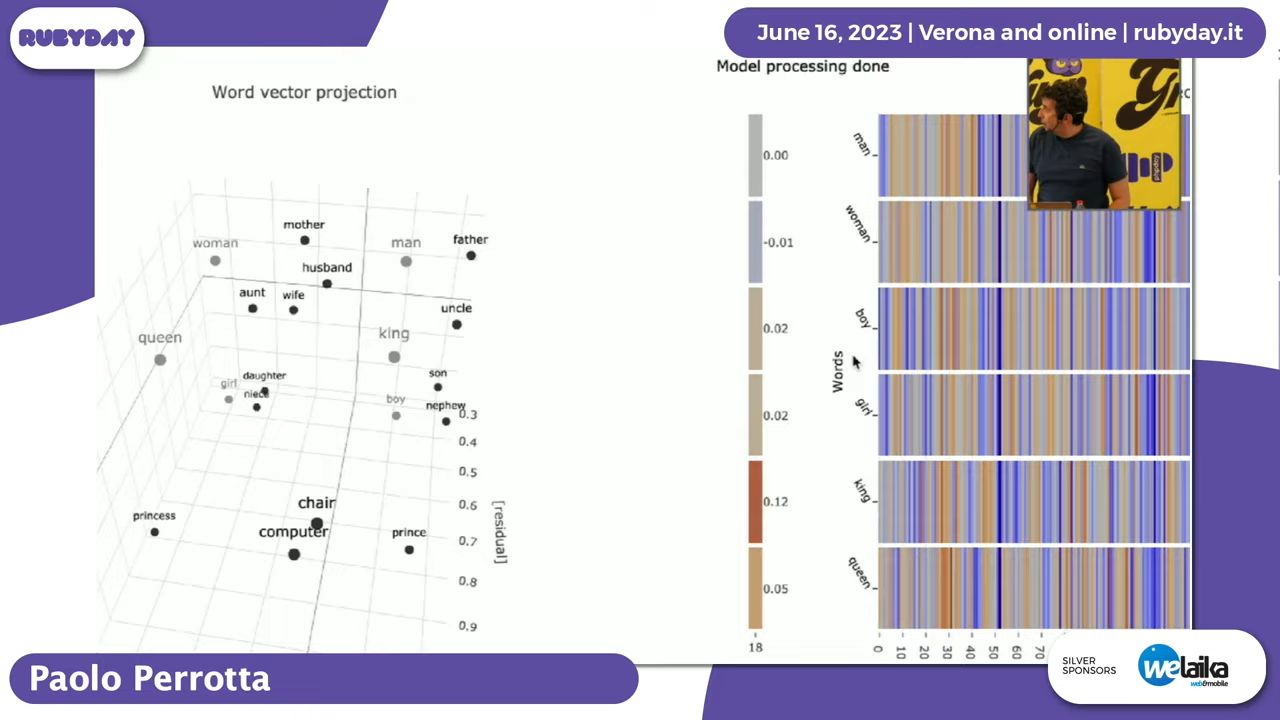 RUBYDAY
June 16, 2023 | Verona and online | rubyday.it
Word vector projection
Model processing done
mother
woman
man
father
husband
aunt
wife
uncle
queen
king
daughter
girl
niece
son
boy
nephew
0.3
0.4
0.5
0.6
0.7
0.8
0.9
[residual]
chair
computer
princess
prince
0.00
-0.01
0.02
0.02
0.12
0.05
18
Words
man
woman
boy
girl
king
queen
0
10
20
30
40
50
60
70
Paolo Perrotta
SILVER
SPONSORS
welaika
web&mobile